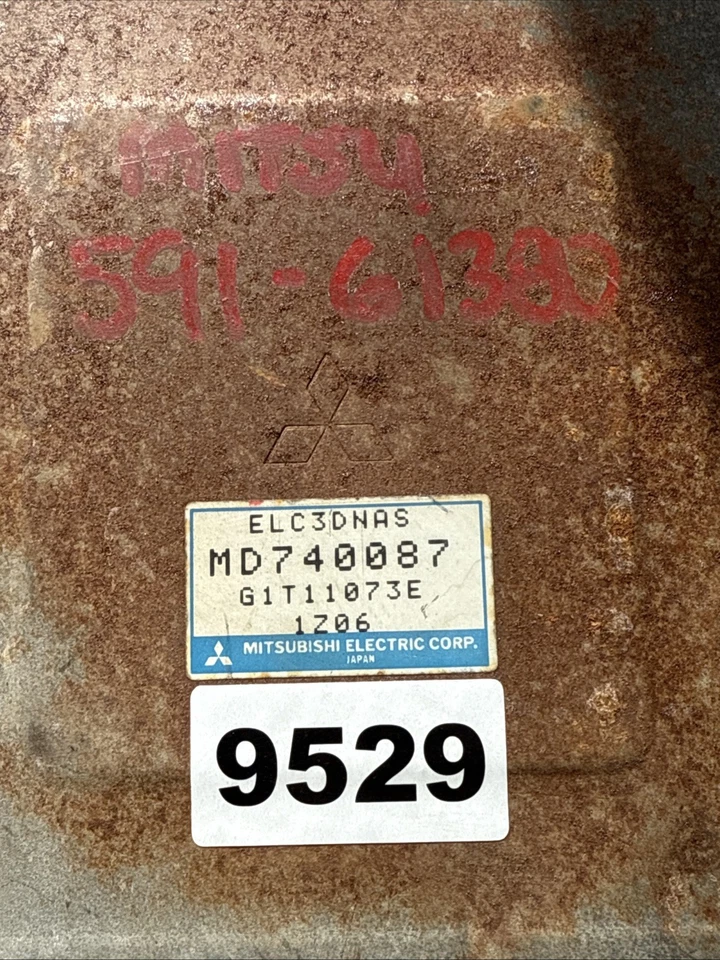 MITSU
591-61380
ELC3DNAS
MD740087
G1T11073E
1Z06
MITSUBISHI ELECTRIC CORP.
JAPAN
9529